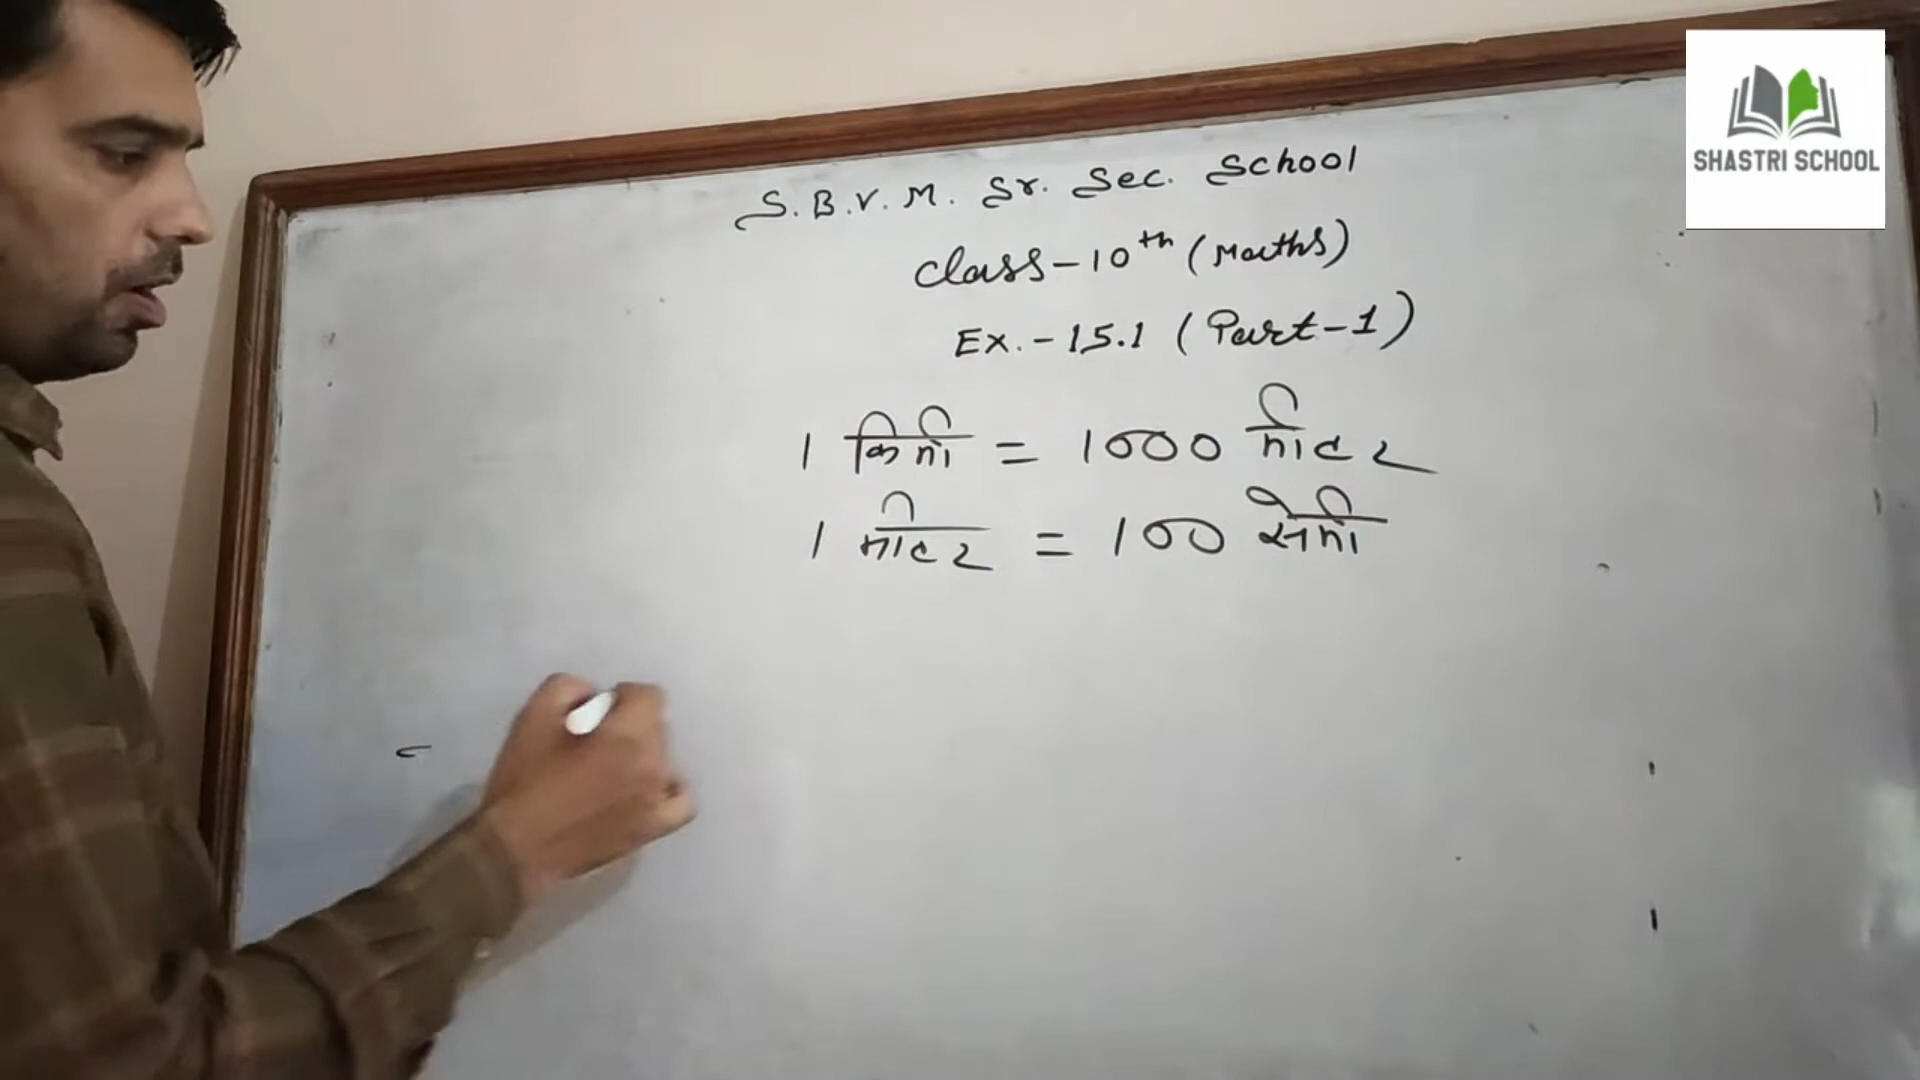 SHASTRI SCHOOL
S.B.V.M. Sr. Sec. School
Class-10th (Maths)
Ex.-15.1 (Part-1)
1 किमी = 1000 मीटर
1 मीटर = 100 सेमी